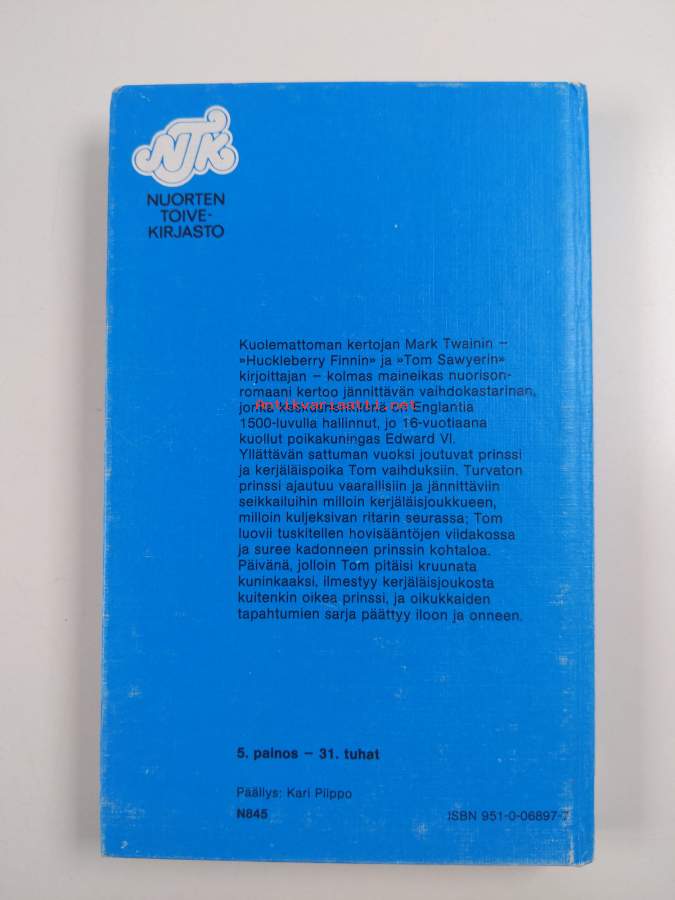 NTK
NUORTEN
TOIVE-
KIRJASTO
Kuolemattoman kertojan Mark Twainin –
»Huckleberry Finnin» ja »Tom Sawyerin»
kirjoittajan – kolmas maineikas nuorison-
romaani kertoo jännittävän vaihdokastarinan,
Antikvariaatti.net
on Englantia
1500-luvulla hallinnut, jo 16-vuotiaana
kuollut poikakuningas Edward VI.
Yllättävän sattuman vuoksi joutuvat prinssi
ja kerjäläispoika Tom vaihduksiin. Turvaton
prinssi ajautuu vaarallisiin ja jännittäviin
seikkailuihin milloin kerjäläisjoukkueen,
milloin kuljeksivan ritarin seurassa; Tom
luovii tuskitellen hovisääntöjen viidakossa
ja suree kadonneen prinssin kohtaloa.
Päivänä, jolloin Tom pitäisi kruunata
kuninkaaksi, ilmestyy kerjäläisjoukosta
kuitenkin oikea prinssi, ja oikukkaiden
tapahtumien sarja päättyy iloon ja onneen.
5. painos – 31. tuhat
Päällys: Kari Piippo
N845 ISBN 951-0-06897-7